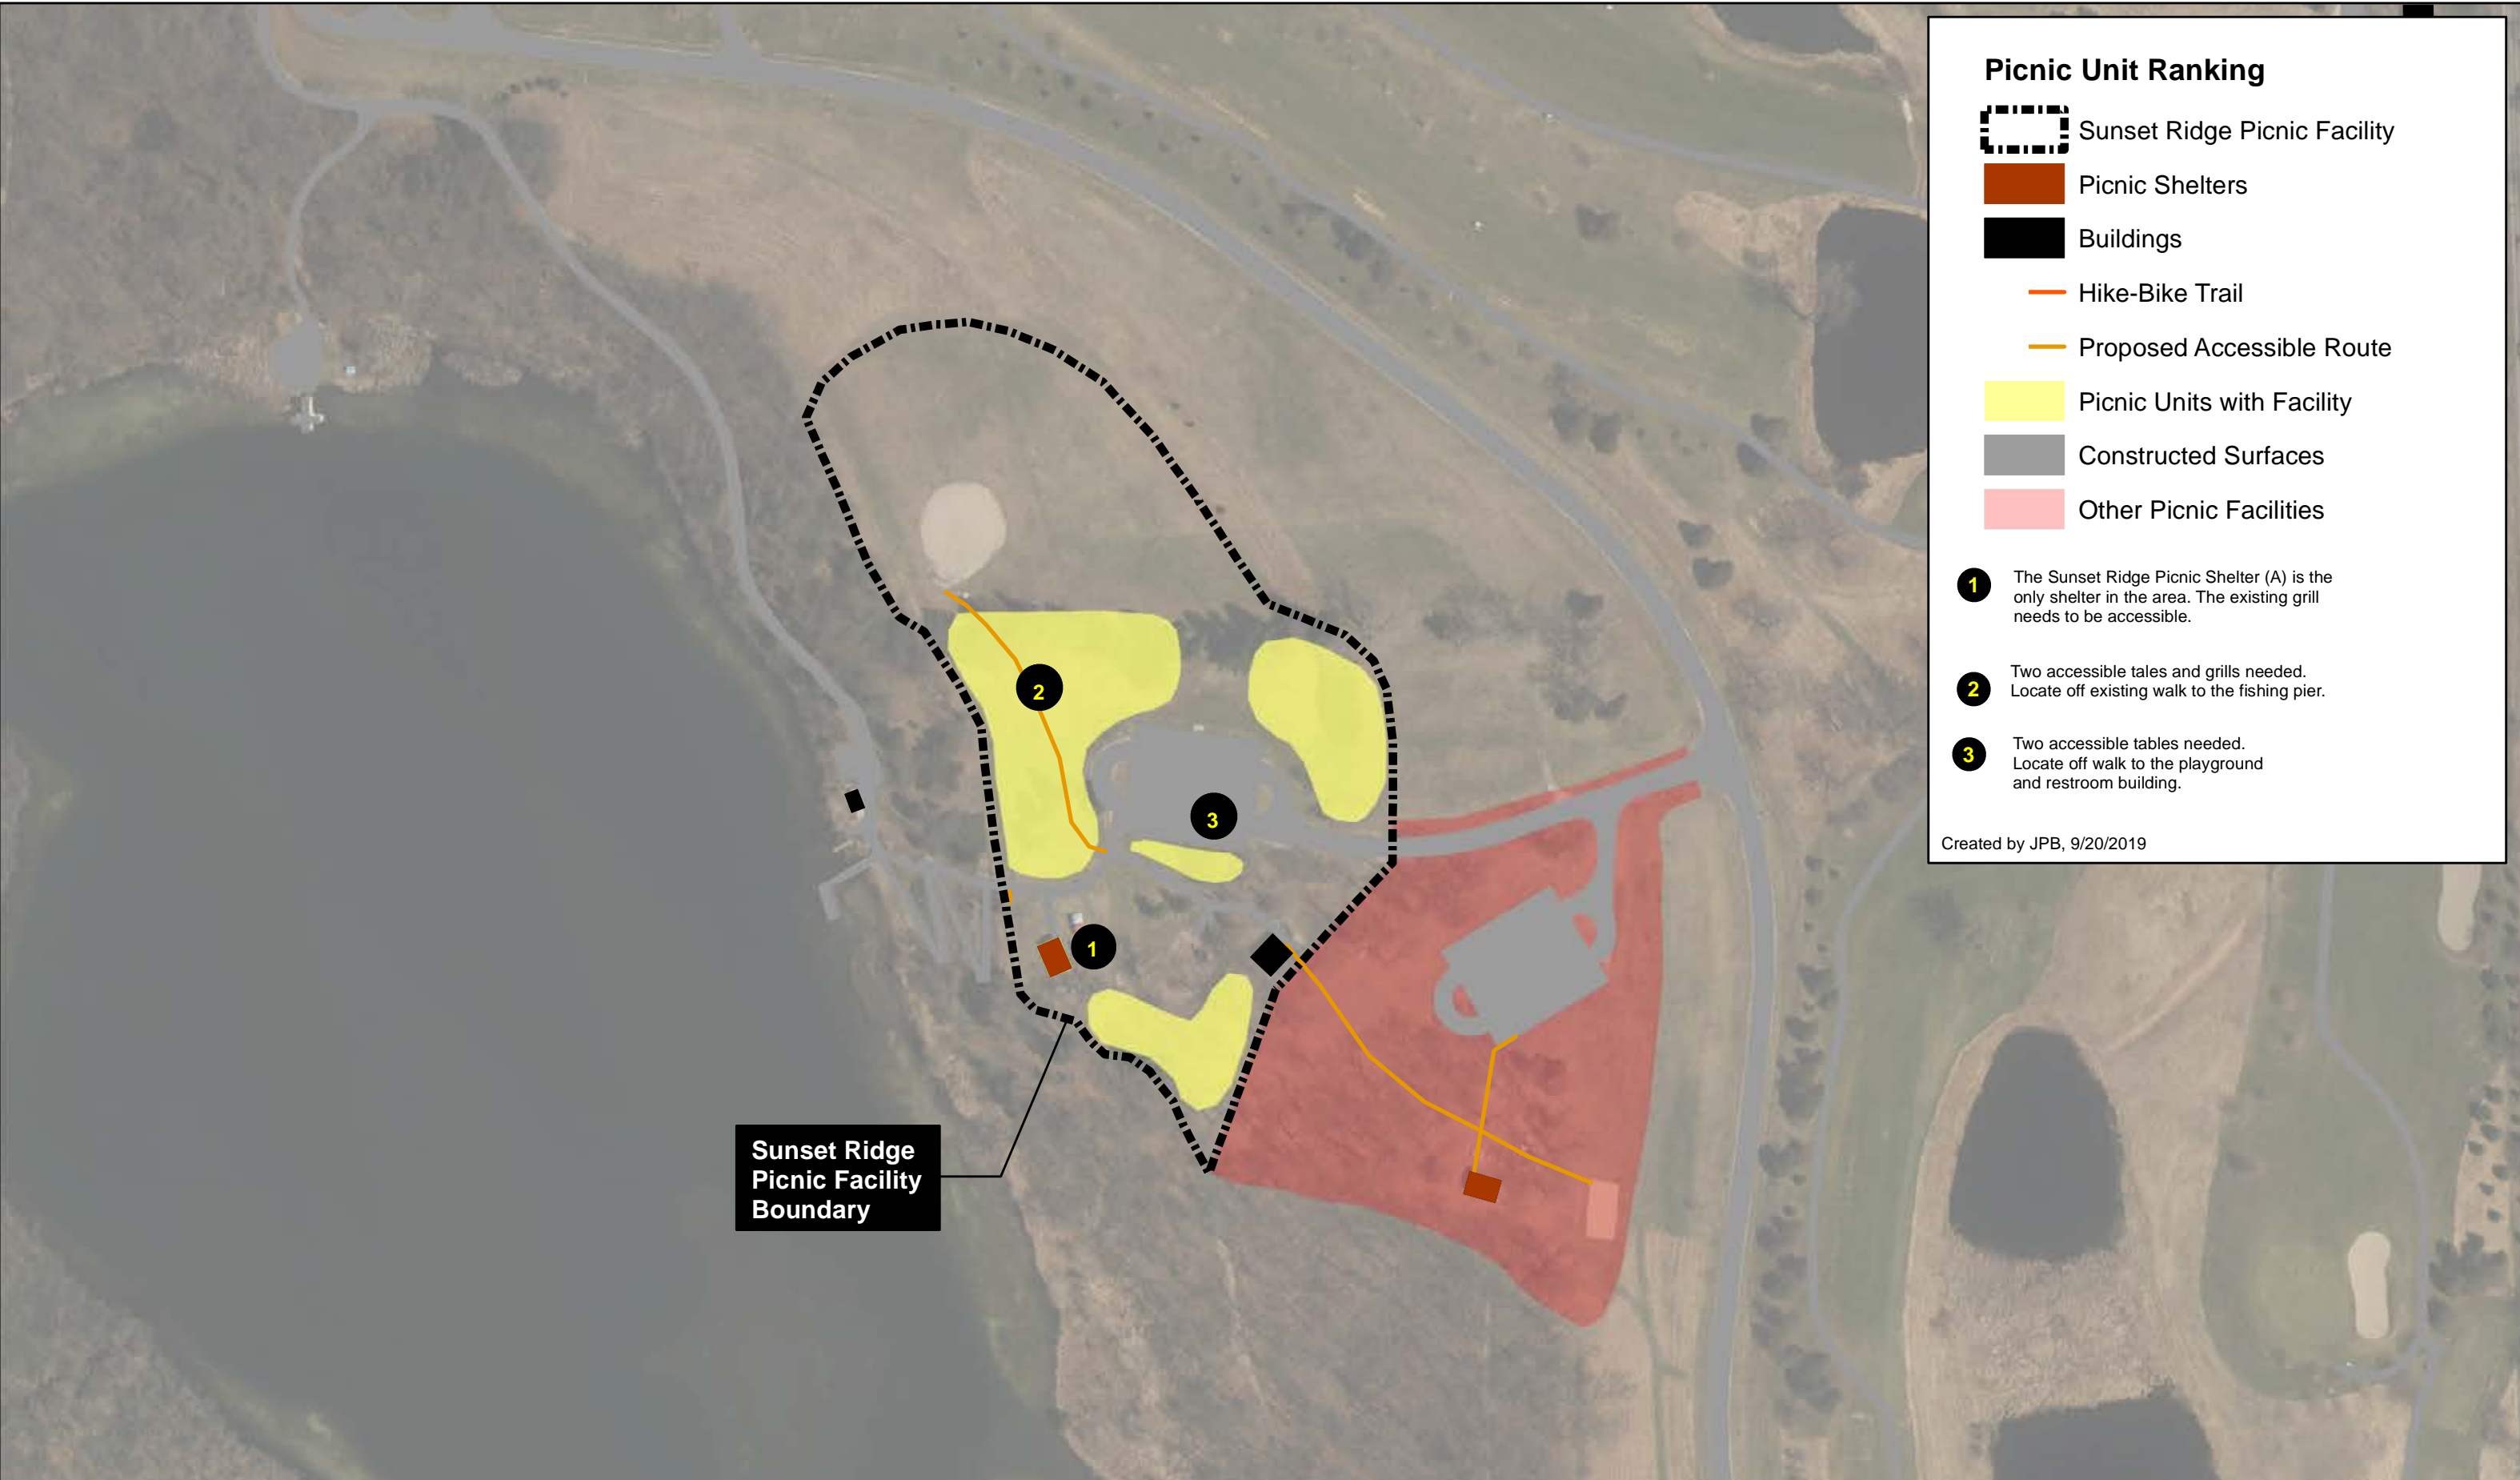 Picnic Unit Ranking
Sunset Ridge Picnic Facility
Picnic Shelters
Buildings
Hike-Bike Trail
Proposed Accessible Route
Picnic Units with Facility
Constructed Surfaces
Other Picnic Facilities
1 The Sunset Ridge Picnic Shelter (A) is the
only shelter in the area. The existing grill
needs to be accessible.
2 Two accessible tales and grills needed.
Locate off existing walk to the fishing pier.
3 Two accessible tables needed.
Locate off walk to the playground
and restroom building.
Created by JPB, 9/20/2019
2
3
1
Sunset Ridge
Picnic Facility
Boundary